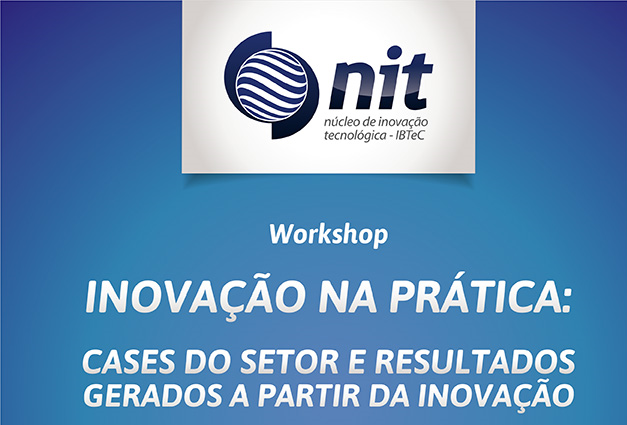 nit
núcleo de inovação
tecnológica - IBTeC
Workshop
INOVAÇÃO NA PRÁTICA:
CASES DO SETOR E RESULTADOS
GERADOS A PARTIR DA INOVAÇÃO